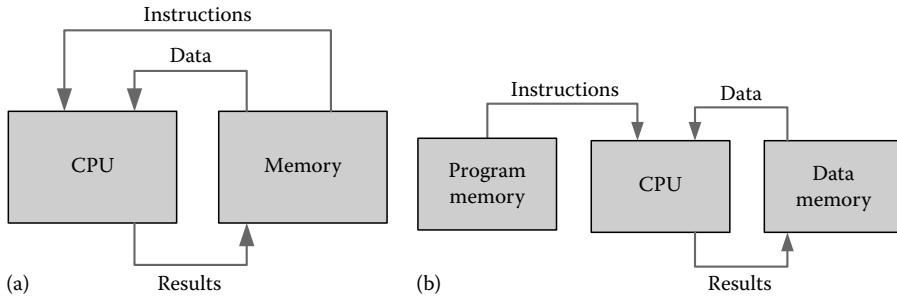 Instructions
Data
CPU
Memory
Results
(a)
Instructions
Data
Program
memory
CPU
Data
memory
Results
(b)